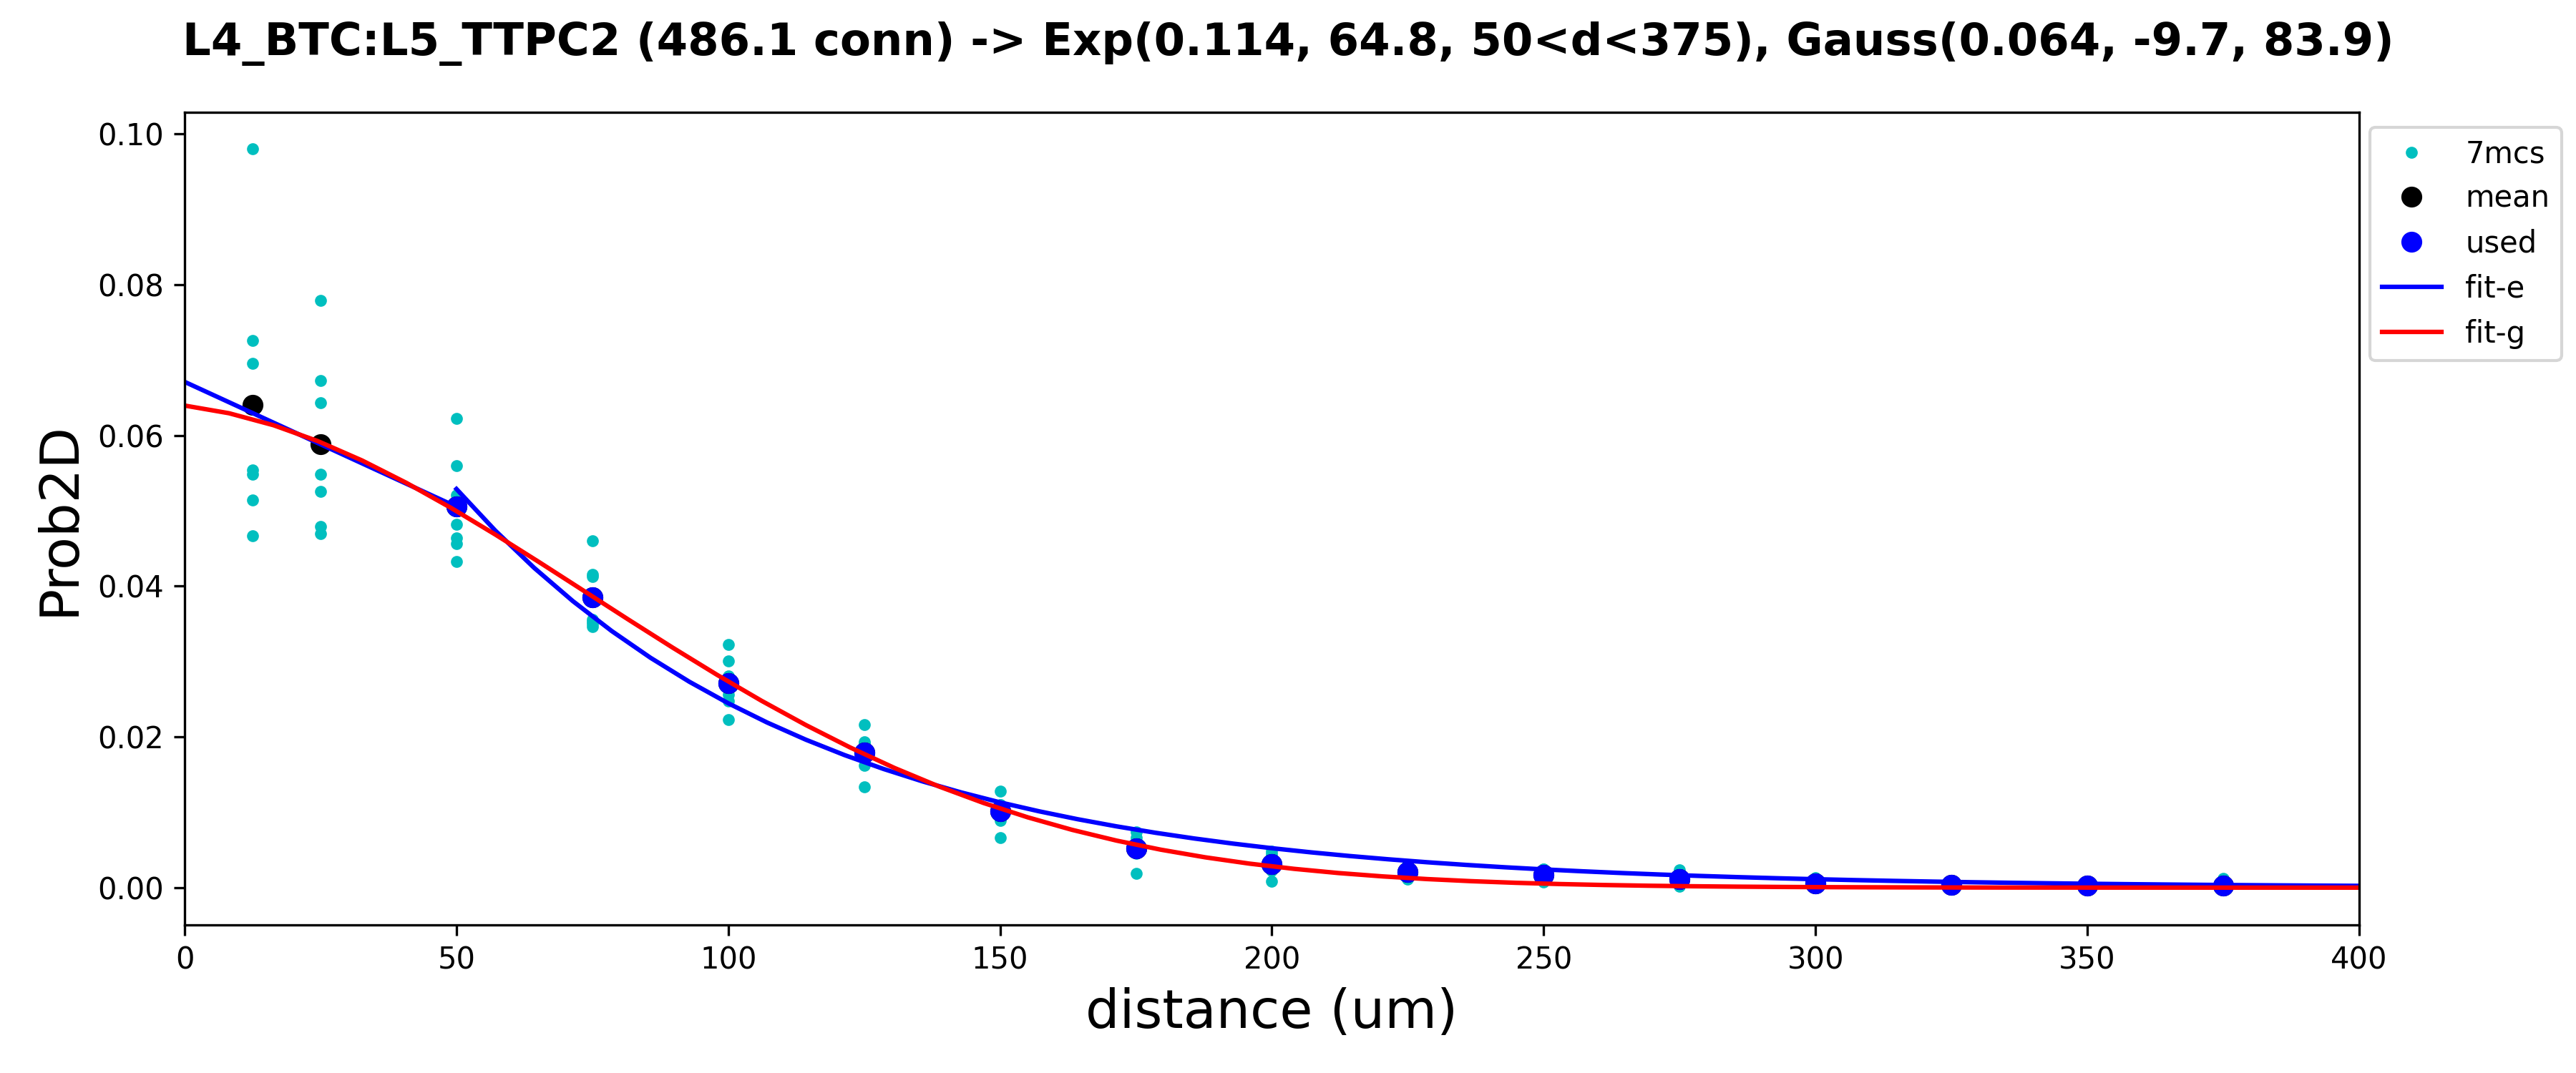 L4_BTC:L5_TTPC2 (486.1 conn) -> Exp(0.114, 64.8, 50<d<375), Gauss(0.064, -9.7, 83.9)
0.10
0.08
0.06
0.04
0.02
0.00
Prob2D
0 50 100 150 200 250 300 350 400
distance (um)
7mcs
mean
used
fit-e
fit-g